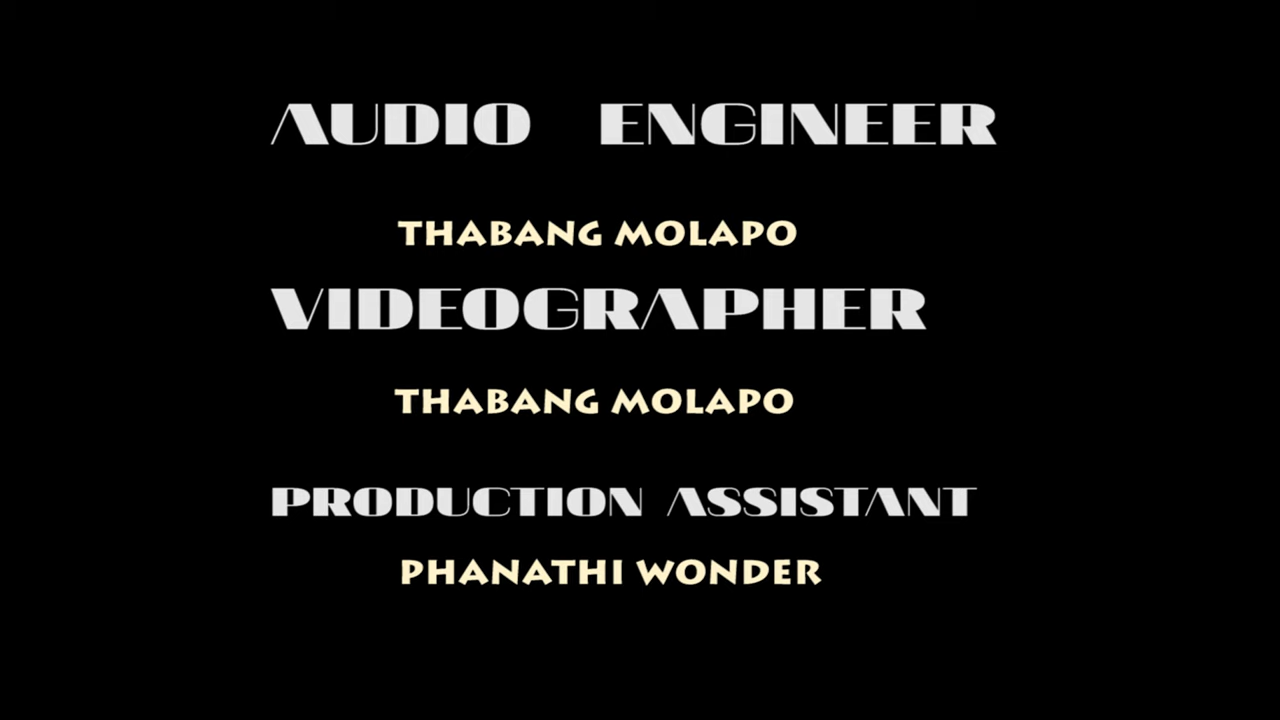 AUDIO ENGINEER
THABANG MOLAPO
VIDEOGRAPHER
THABANG MOLAPO
PRODUCTION ASSISTANT
PHANATHI WONDER